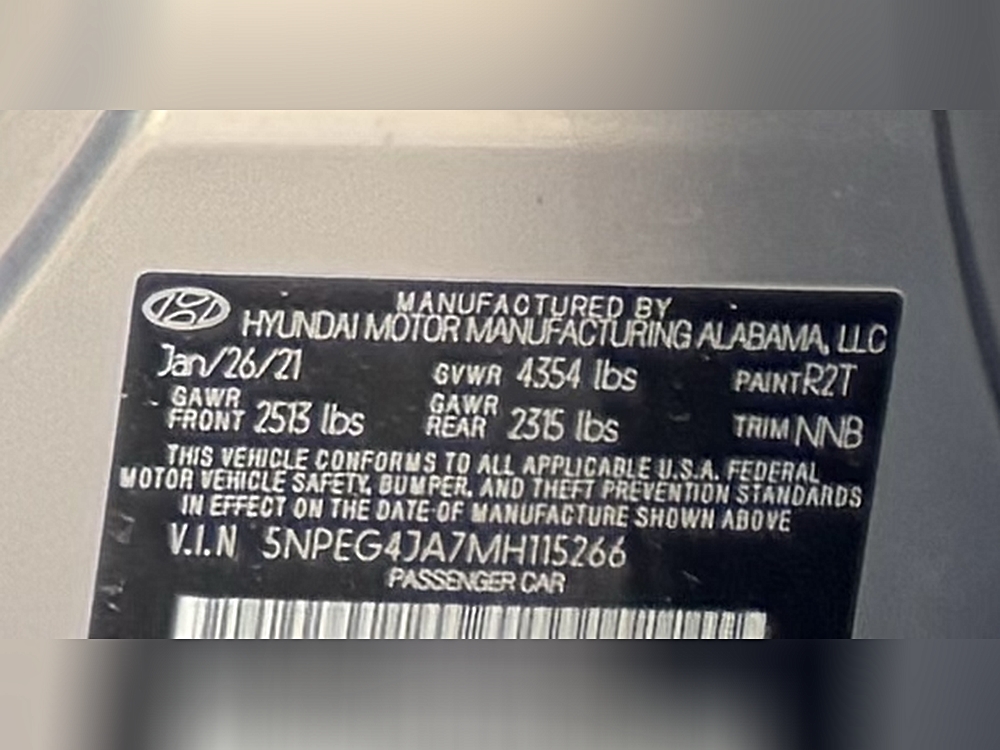 MANUFACTURED BY
HYUNDAI MOTOR MANUFACTURING ALABAMA, LLC
Jan/26/21 GVWR 4354 lbs PAINT R2T
GAWR FRONT 2513 lbs GAWR REAR 2315 lbs TRIM NNB
THIS VEHICLE CONFORMS TO ALL APPLICABLE U.S.A. FEDERAL
MOTOR VEHICLE SAFETY, BUMPER, AND THEFT PREVENTION STANDARDS
IN EFFECT ON THE DATE OF MANUFACTURE SHOWN ABOVE
V.I.N 5NPEG4JA7MH115266
PASSENGER CAR